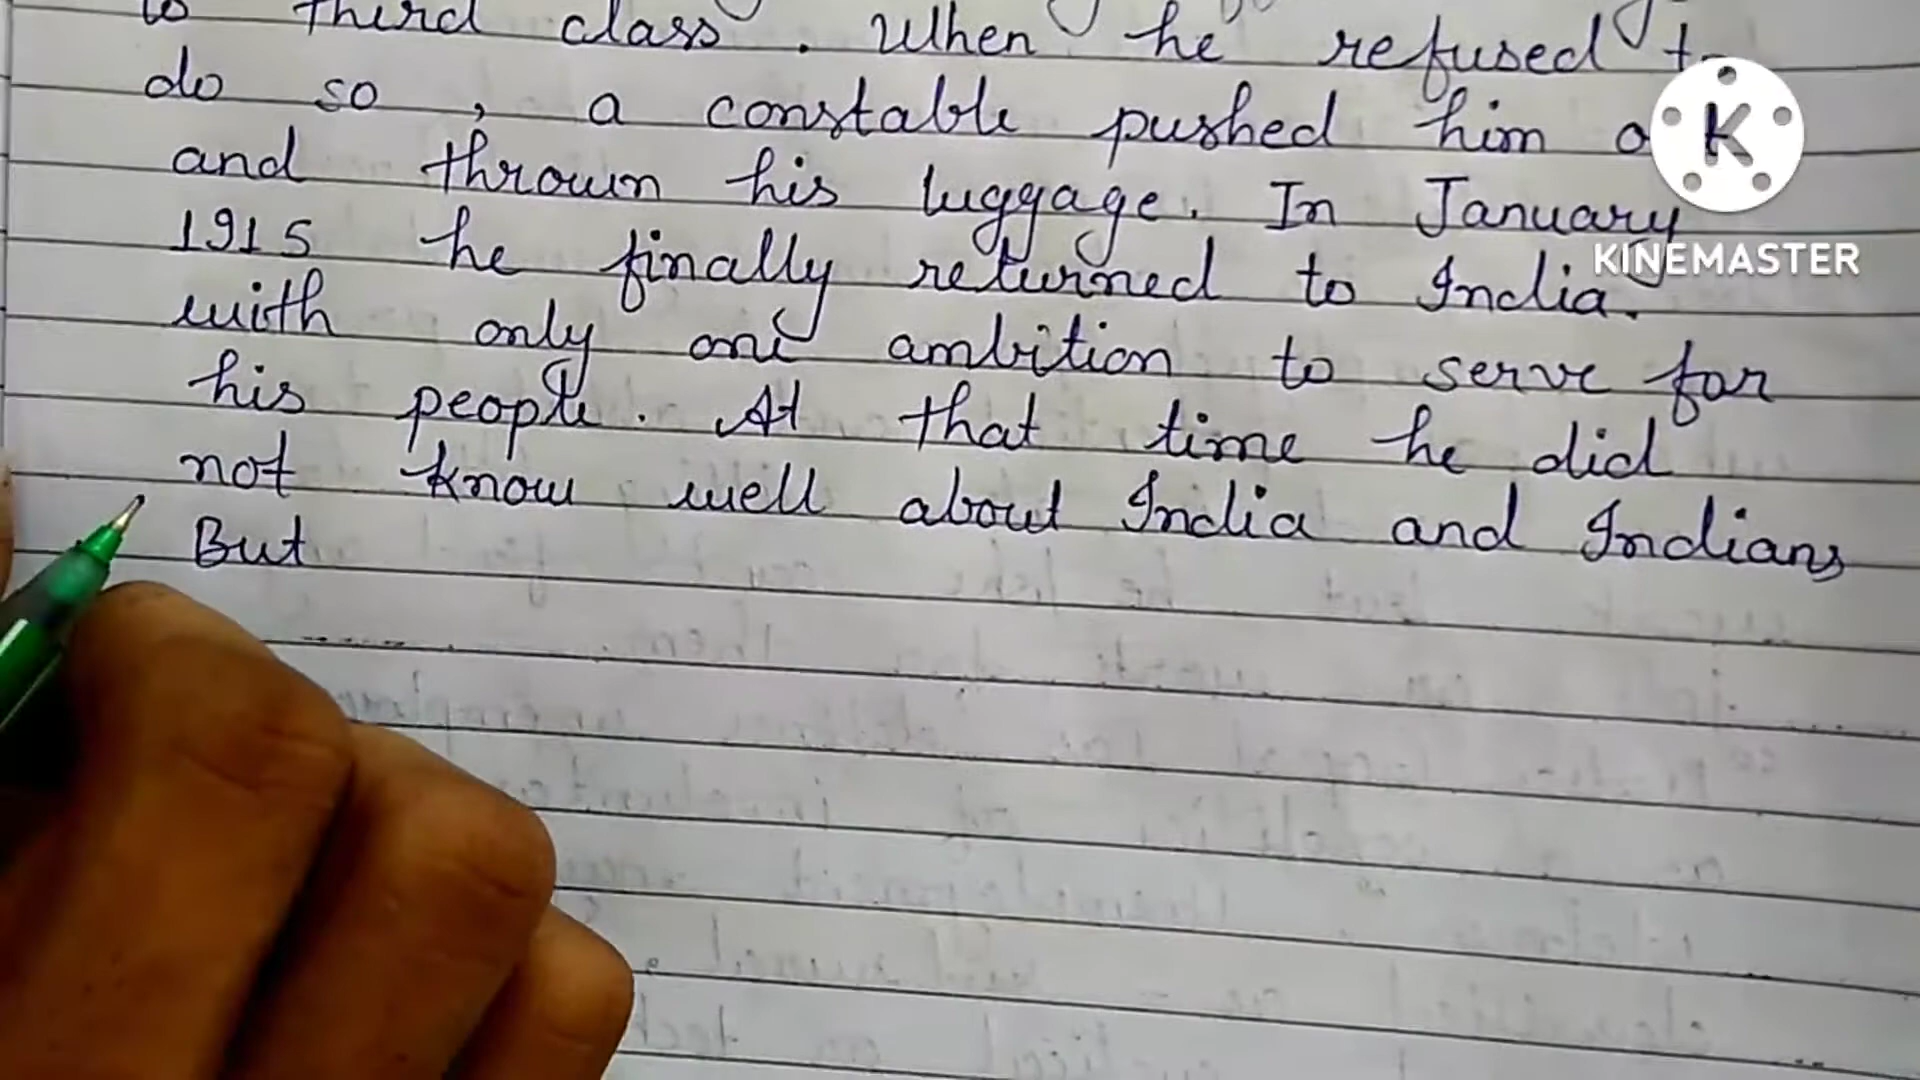 to third class. When he refused
do so, a constable pushed him
and thrown his luggage. In January
1915 he finally returned to India.
with only one ambition to serve for
his people. At that time he did
not know well about India and Indians
But
K
KINEMASTER